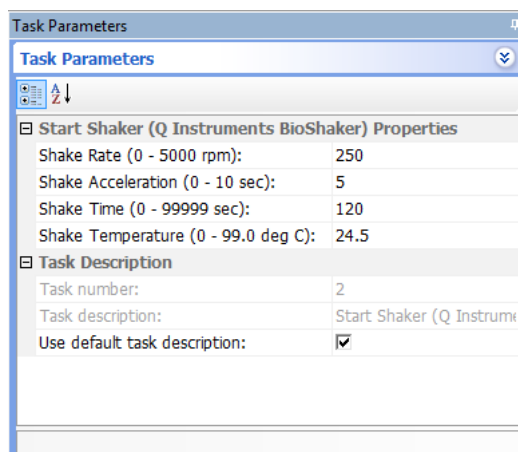 Task Parameters
Task Parameters
A
Z
Start Shaker (Q Instruments BioShaker) Properties
Shake Rate (0 - 5000 rpm): 250
Shake Acceleration (0 - 10 sec): 5
Shake Time (0 - 99999 sec): 120
Shake Temperature (0 - 99.0 deg C): 24.5
Task Description
Task number: 2
Task description: Start Shaker (Q Instrume
Use default task description: